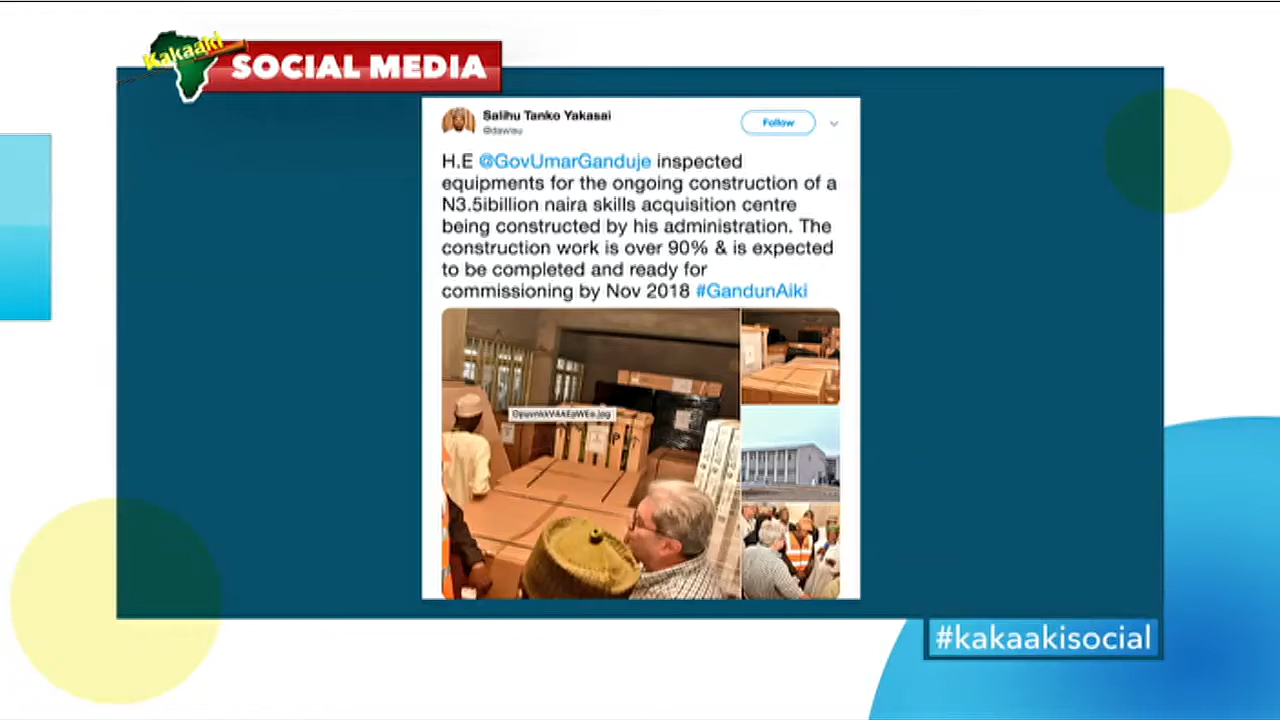 Kakaaki
SOCIAL MEDIA
Salihu Tanko Yakasai
@dawisu
Follow
H.E @GovUmarGanduje inspected
equipments for the ongoing construction of a
N3.5ibillion naira skills acquisition centre
being constructed by his administration. The
construction work is over 90% & is expected
to be completed and ready for
commissioning by Nov 2018 #GandunAiki
#kakaakisocial